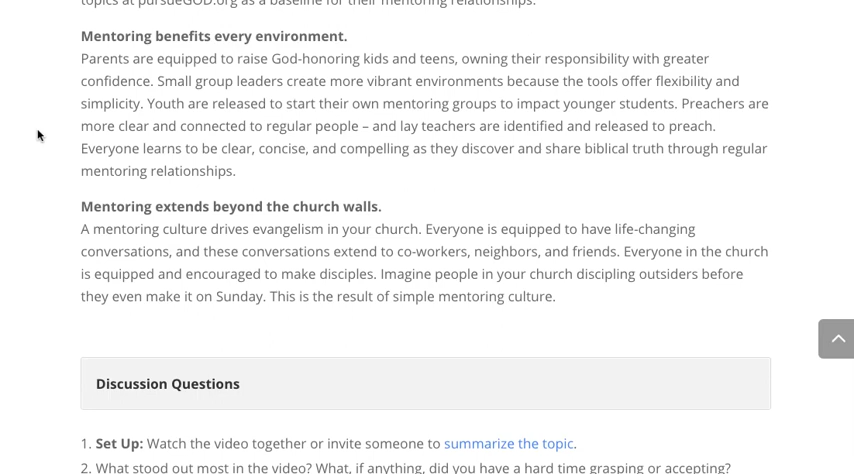 topics at pursueGOD.org as a baseline for their mentoring relationships.
Mentoring benefits every environment.
Parents are equipped to raise God-honoring kids and teens, owning their responsibility with greater
confidence. Small group leaders create more vibrant environments because the tools offer flexibility and
simplicity. Youth are released to start their own mentoring groups to impact younger students. Preachers are
more clear and connected to regular people – and lay teachers are identified and released to preach.
Everyone learns to be clear, concise, and compelling as they discover and share biblical truth through regular
mentoring relationships.
Mentoring extends beyond the church walls.
A mentoring culture drives evangelism in your church. Everyone is equipped to have life-changing
conversations, and these conversations extend to co-workers, neighbors, and friends. Everyone in the church
is equipped and encouraged to make disciples. Imagine people in your church discipling outsiders before
they even make it on Sunday. This is the result of simple mentoring culture.
Discussion Questions
1. Set Up: Watch the video together or invite someone to summarize the topic.
2. What stood out most in the video? What, if anything, did you have a hard time grasping or accepting?